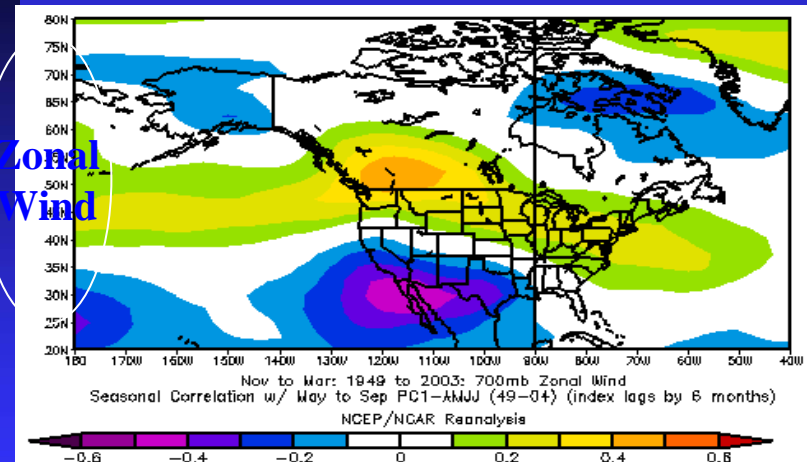 80N
75N
70N
65N
60N
55N
50N
45N
40N
35N
30N
25N
20N
Zonal
Wind
180 170W 160W 150W 140W 130W 120W 110W 100W 90W 80W 70W 60W 50W 40W
Nov to Mar: 1949 to 2003: 700mb Zonal Wind
Seasonal Correlation w/ May to Sep PC1-AMJJ (49-04) (index lags by 6 months)
NCEP/NCAR Reanalysis
-0.6 -0.4 -0.2 0 0.2 0.4 0.6